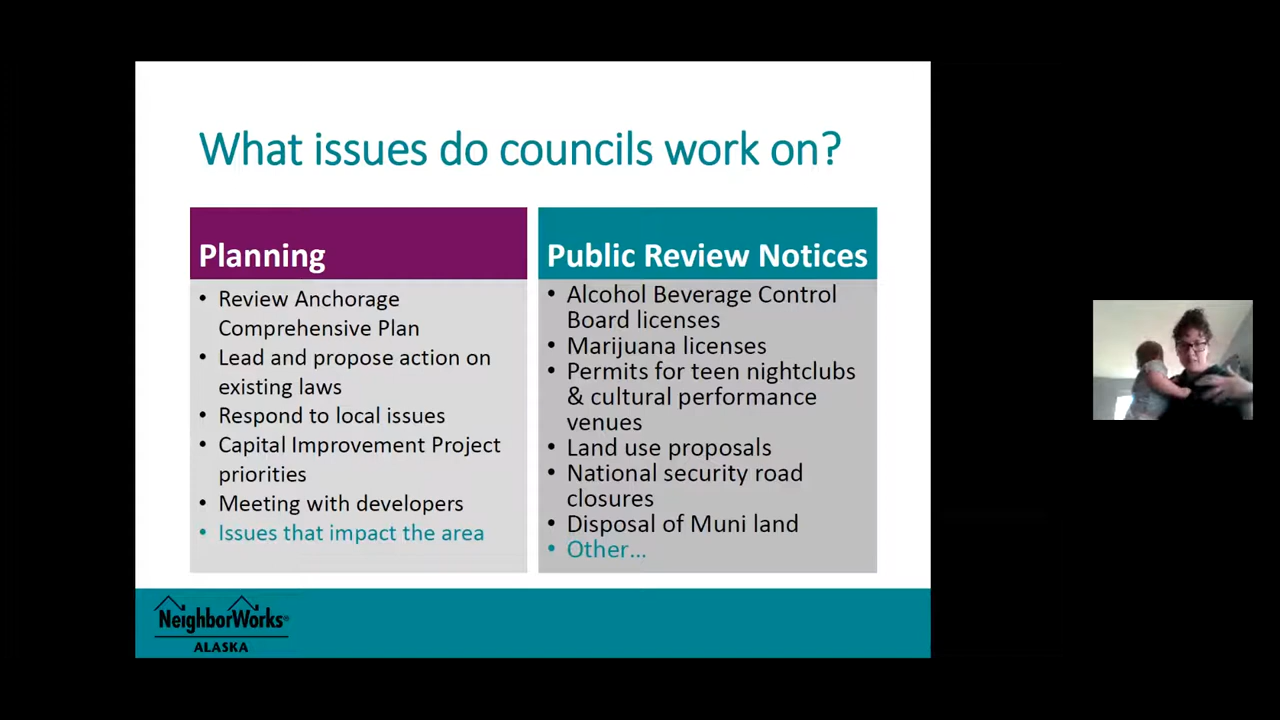 What issues do councils work on?
Planning
• Review Anchorage
Comprehensive Plan
• Lead and propose action on
existing laws
• Respond to local issues
• Capital Improvement Project
priorities
• Meeting with developers
• Issues that impact the area
Public Review Notices
• Alcohol Beverage Control
Board licenses
• Marijuana licenses
• Permits for teen nightclubs
& cultural performance
venues
• Land use proposals
• National security road
closures
• Disposal of Muni land
• Other...
NeighborWorks®
ALASKA